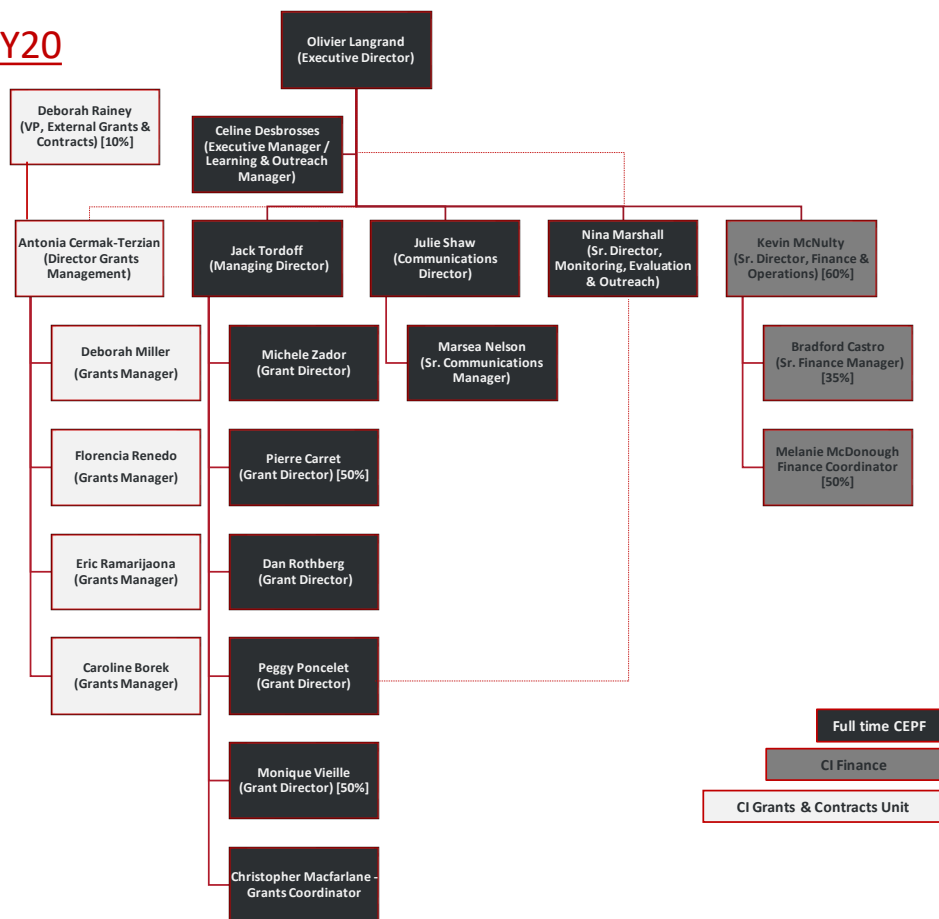 Y20
Olivier Langrand
(Executive Director)
Deborah Rainey
(VP, External Grants &
Contracts) [10%]
Celine Desbrosses
(Executive Manager /
Learning & Outreach
Manager)
Antonia Cermak-Terzian
(Director Grants
Management)
Jack Tordoff
(Managing Director)
Julie Shaw
(Communications
Director)
Nina Marshall
(Sr. Director,
Monitoring, Evaluation
& Outreach)
Kevin McNulty
(Sr. Director, Finance &
Operations) [60%]
Deborah Miller
(Grants Manager)
Michele Zador
(Grant Director)
Marsea Nelson
(Sr. Communications
Manager)
Bradford Castro
(Sr. Finance Manager)
[35%]
Florencia Renedo
(Grants Manager)
Pierre Carret
(Grant Director) [50%]
Melanie McDonough
Finance Coordinator
[50%]
Eric Ramarijaona
(Grants Manager)
Dan Rothberg
(Grant Director)
Caroline Borek
(Grants Manager)
Peggy Poncelet
(Grant Director)
Monique Vieille
(Grant Director) [50%]
Christopher Macfarlane -
Grants Coordinator
Full time CEPF
CI Finance
CI Grants & Contracts Unit